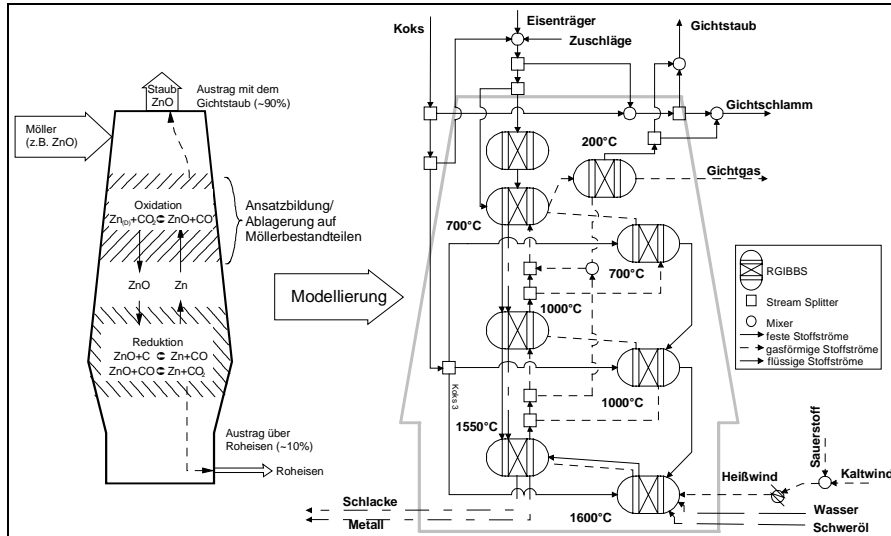 Staub
ZnO
Austrag mit dem
Gichtstaub (~90%)
Möller
(z.B. ZnO)
Oxidation
Zn(D)+CO2 ZnO+CO
Ansatzbildung/
Ablagerung auf
Möllerbestandteilen
ZnO
Zn
Reduktion
ZnO+C Zn+CO
ZnO+CO Zn+CO2
Austrag über
Roheisen (~10%)
Roheisen
Modellierung
Koks
Eisenträger
Zuschläge
Gichtstaub
Gichtschlamm
200°C
Gichtgas
700°C
700°C
1000°C
1000°C
Koks 3
1550°C
1600°C
Sauerstoff
Heißwind
Kaltwind
Wasser
Schweröl
Schlacke
Metall
RGIBBS
Stream Splitter
Mixer
feste Stoffströme
gasförmige Stoffströme
flüssige Stoffströme